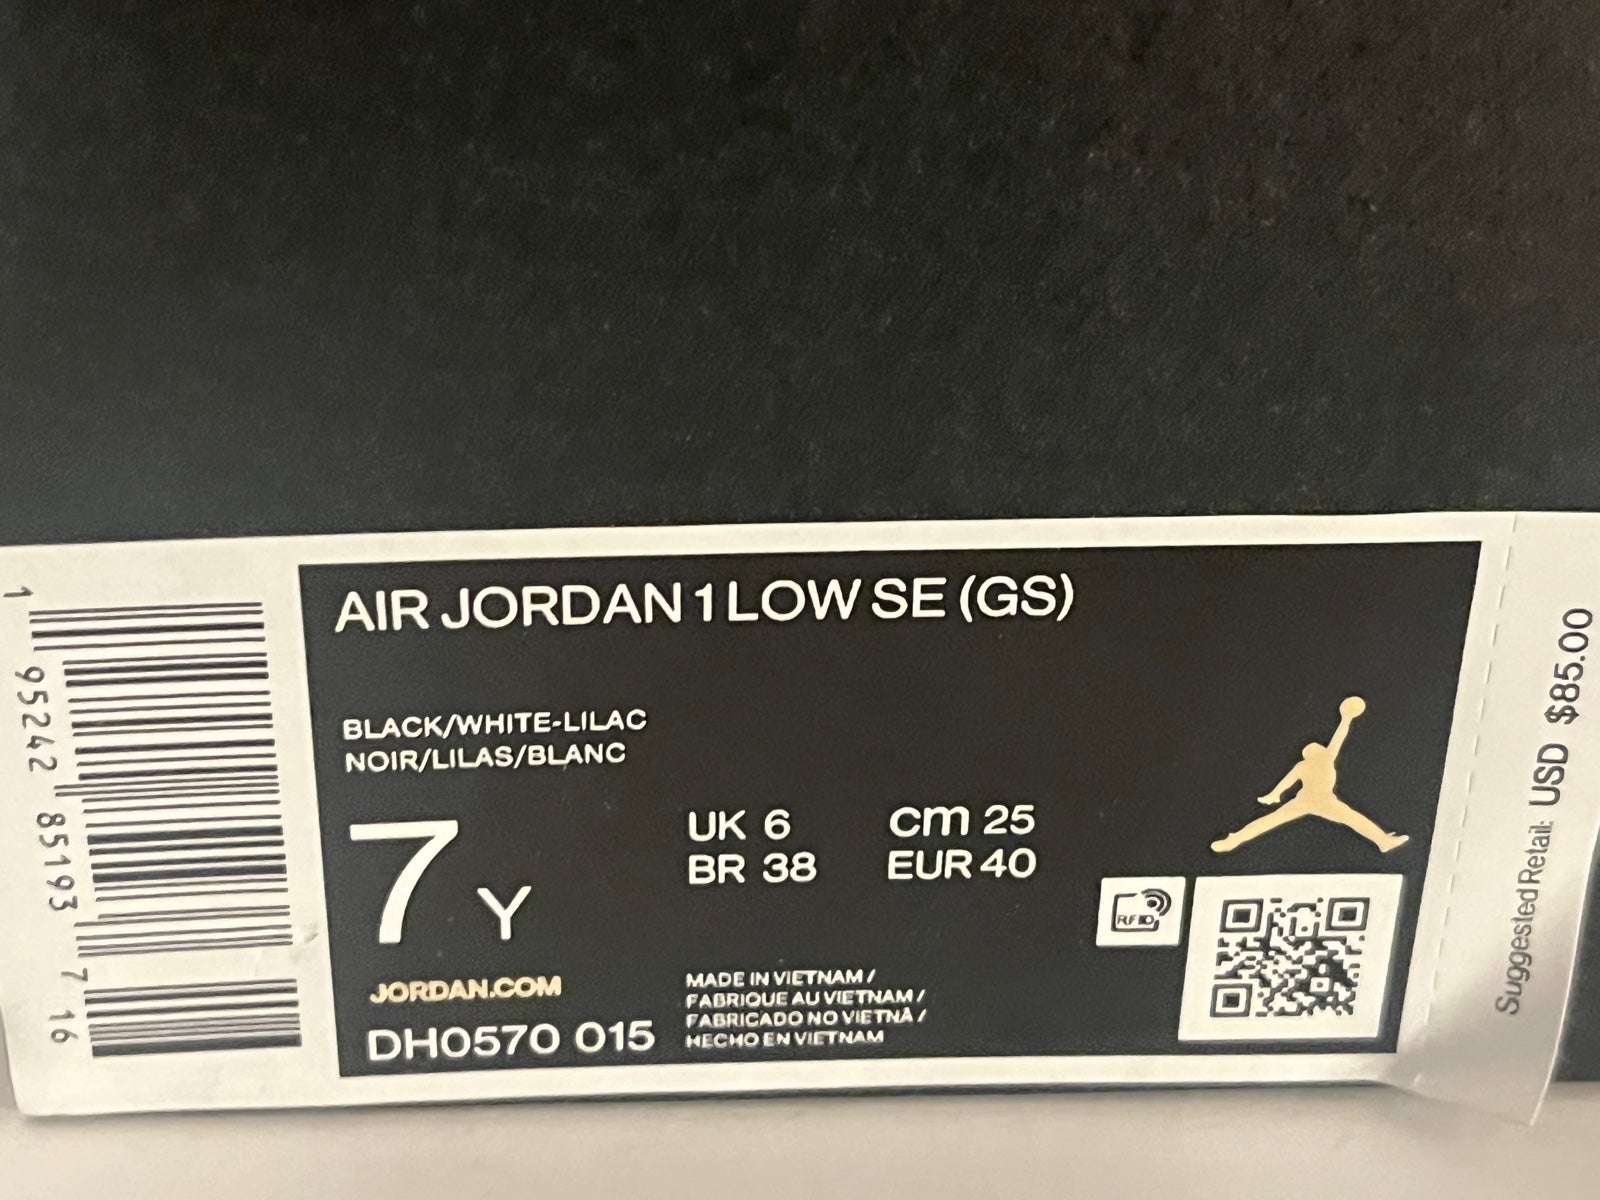 AIR JORDAN 1 LOW SE (GS)
BLACK/WHITE-LILAC
NOIR/LILAS/BLANC
7 Y
UK 6
BR 38
cm 25
EUR 40
JORDAN.COM
DH0570 015
MADE IN VIETNAM /
FABRIQUE AU VIETNAM /
FABRICADO NO VIETNÃ /
HECHO EN VIETNAM
RFID
1 95242 85193 7 16
Suggested Retail: USD $85.00